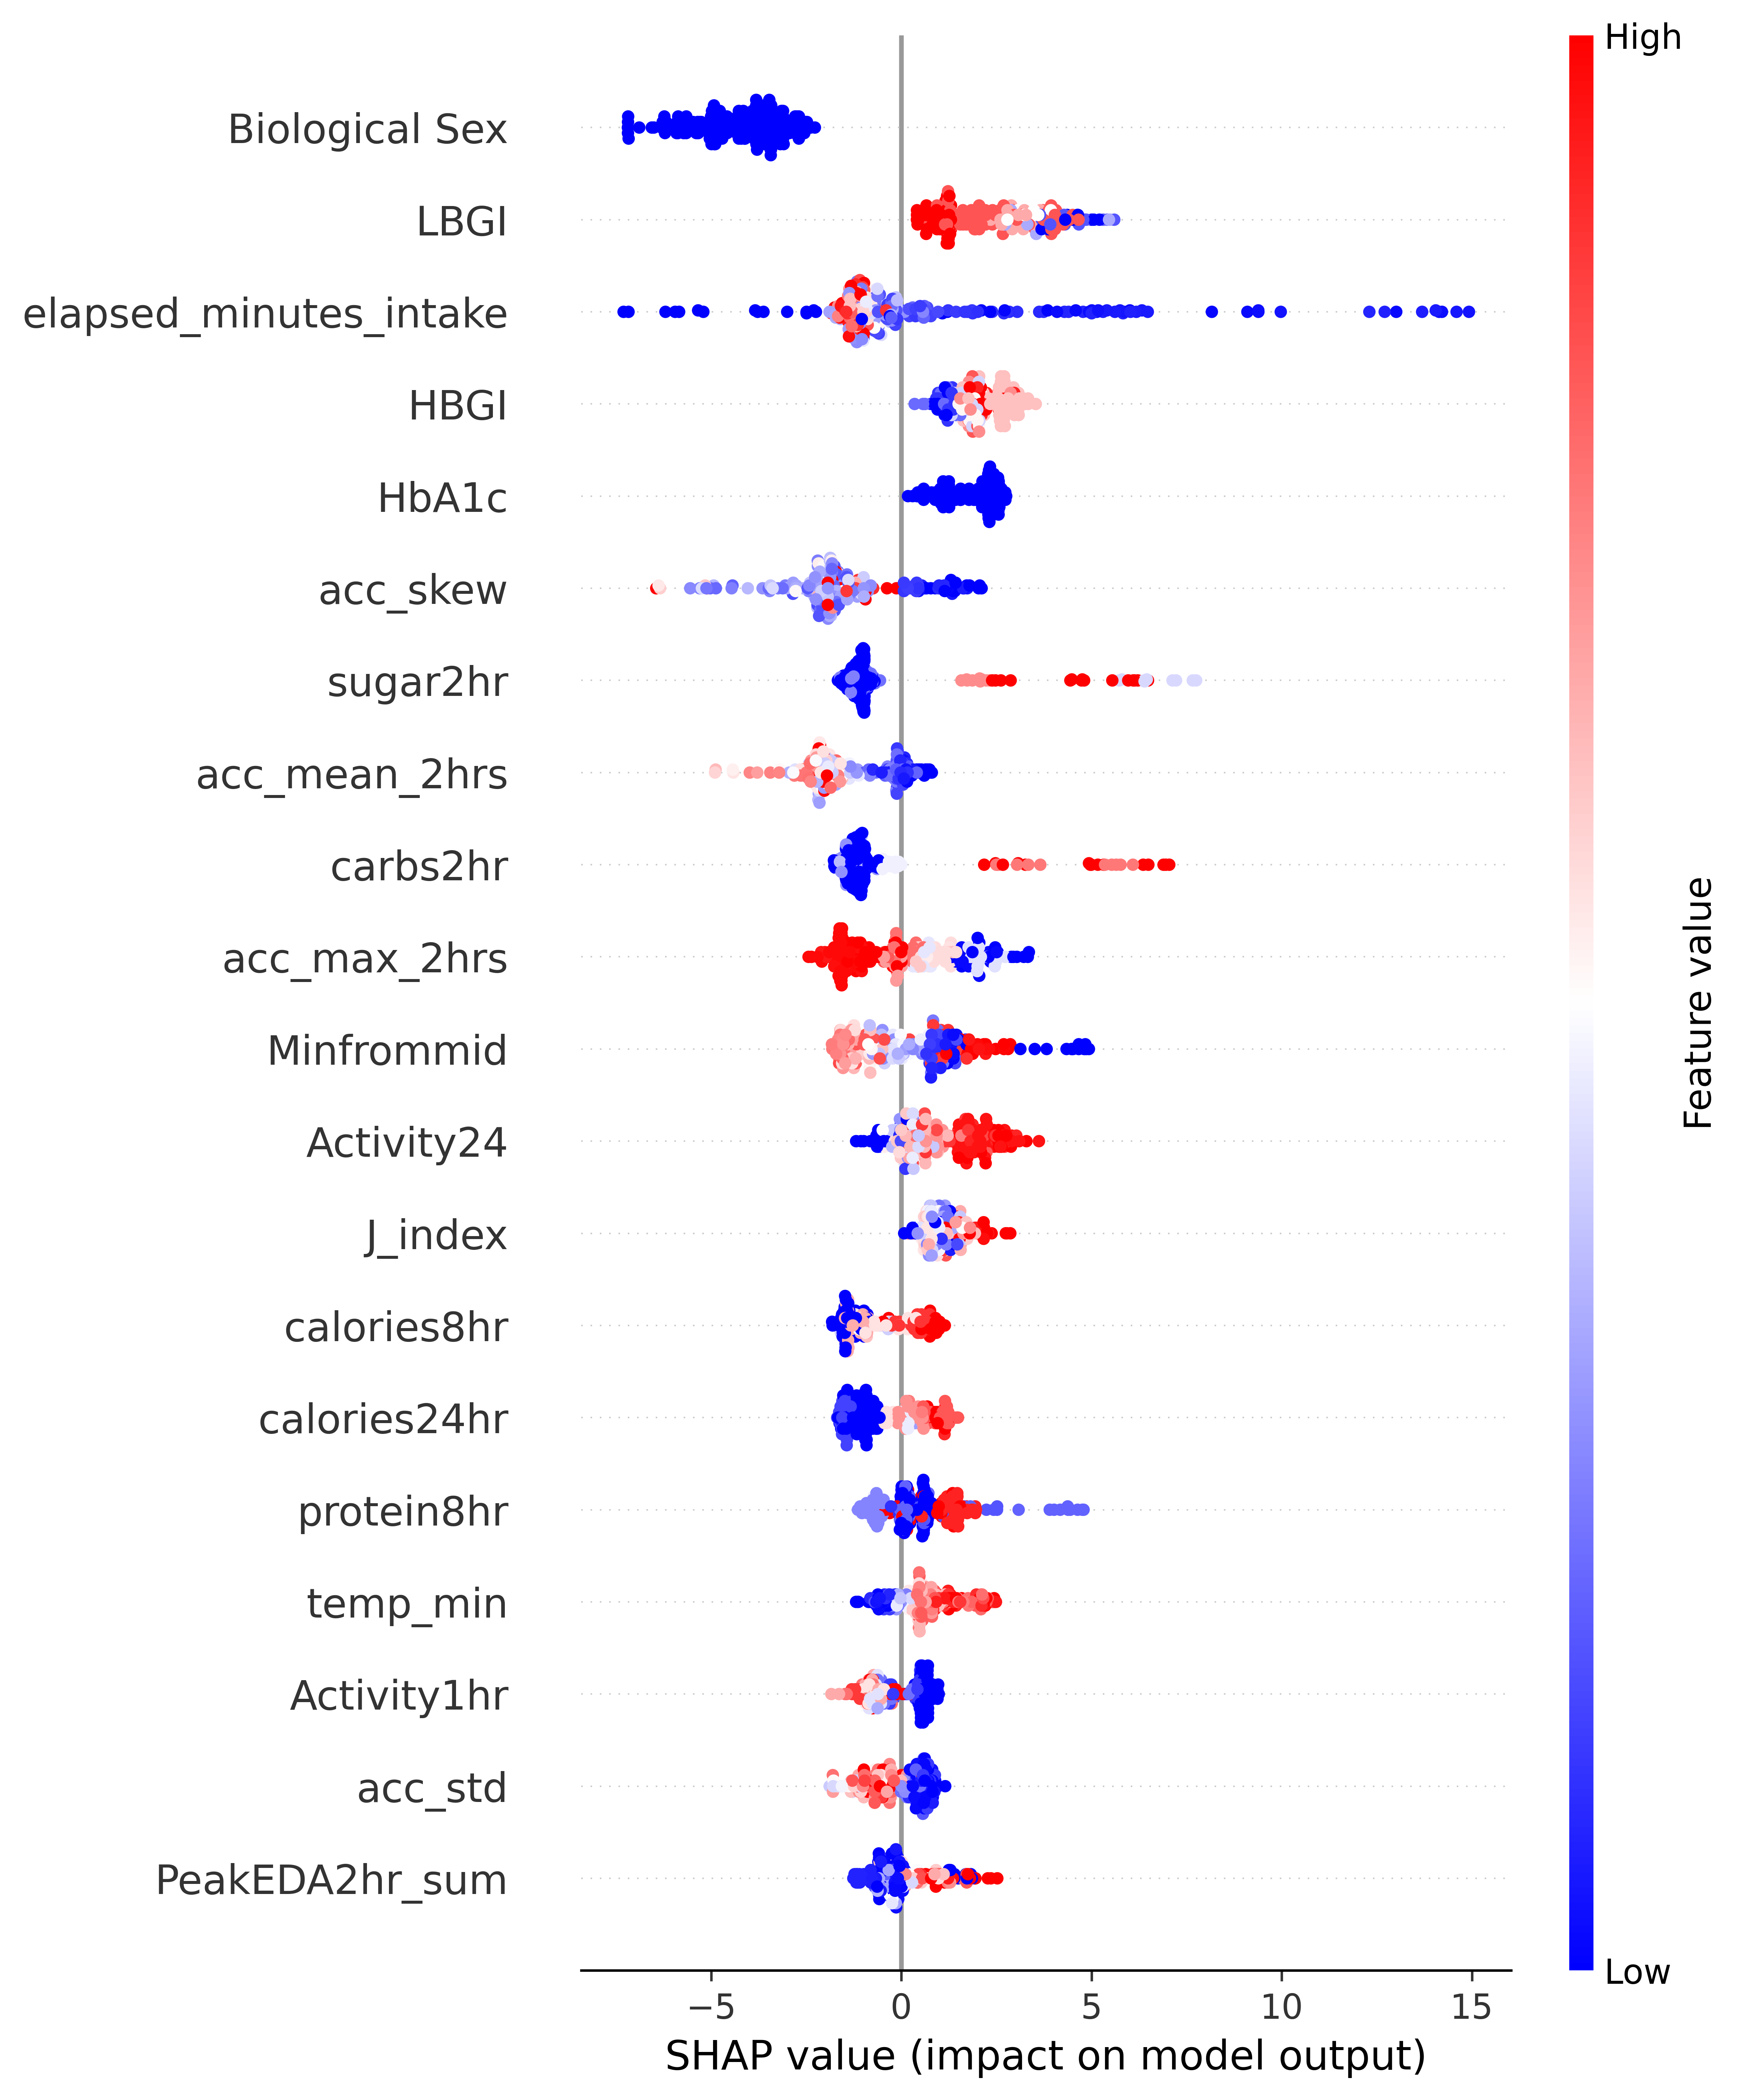 High
Biological Sex
LBGI
elapsed_minutes_intake
HBGI
HbA1c
acc_skew
sugar2hr
acc_mean_2hrs
carbs2hr
acc_max_2hrs
Minfrommid
Activity24
J_index
calories8hr
calories24hr
protein8hr
temp_min
Activity1hr
acc_std
PeakEDA2hr_sum
Feature value
Low
−5 0 5 10 15
SHAP value (impact on model output)